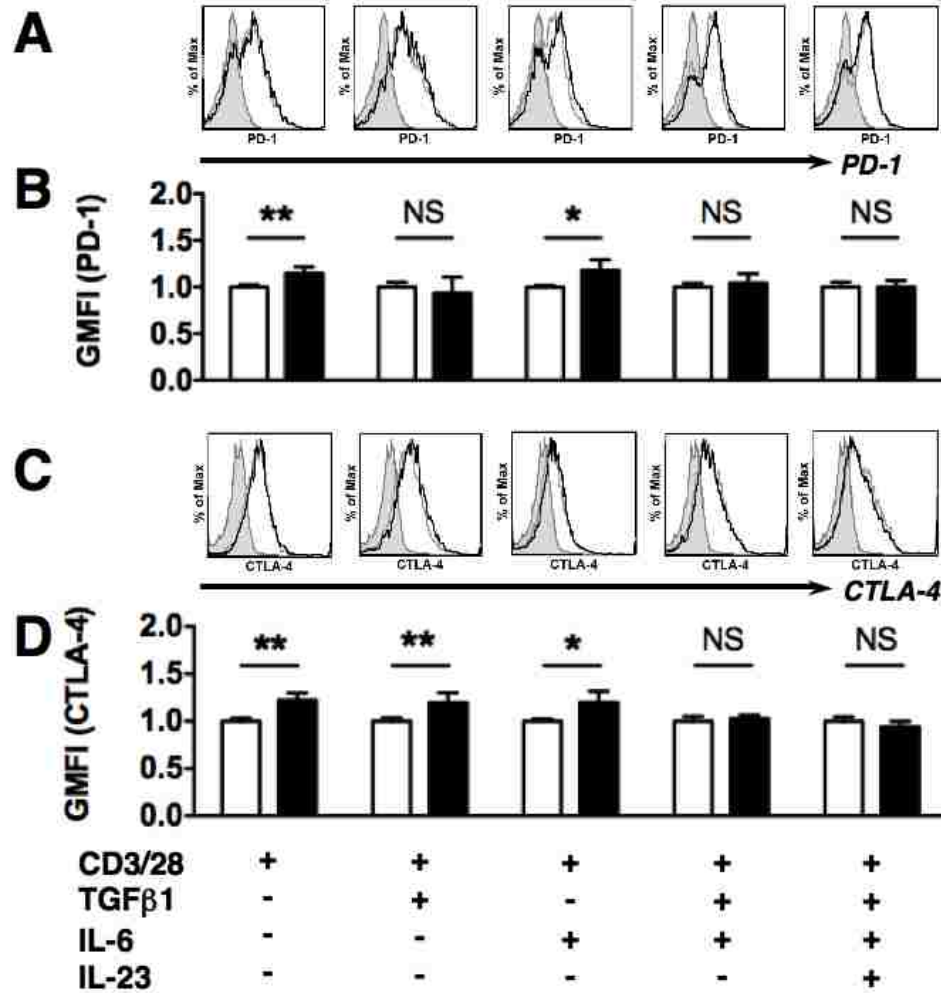 A
% of Max % of Max % of Max % of Max % of Max
PD-1 PD-1 PD-1 PD-1 PD-1
PD-1
B
GMFI (PD-1)
2.0
1.5
1.0
0.5
0.0
** NS * NS NS
C
% of Max % of Max % of Max % of Max % of Max
CTLA-4 CTLA-4 CTLA-4 CTLA-4 CTLA-4
CTLA-4
D
GMFI (CTLA-4)
2.0
1.5
1.0
0.5
0.0
** ** * NS NS
CD3/28 + + + + +
TGFβ1 - + - + +
IL-6 - - + + +
IL-23 - - - - +